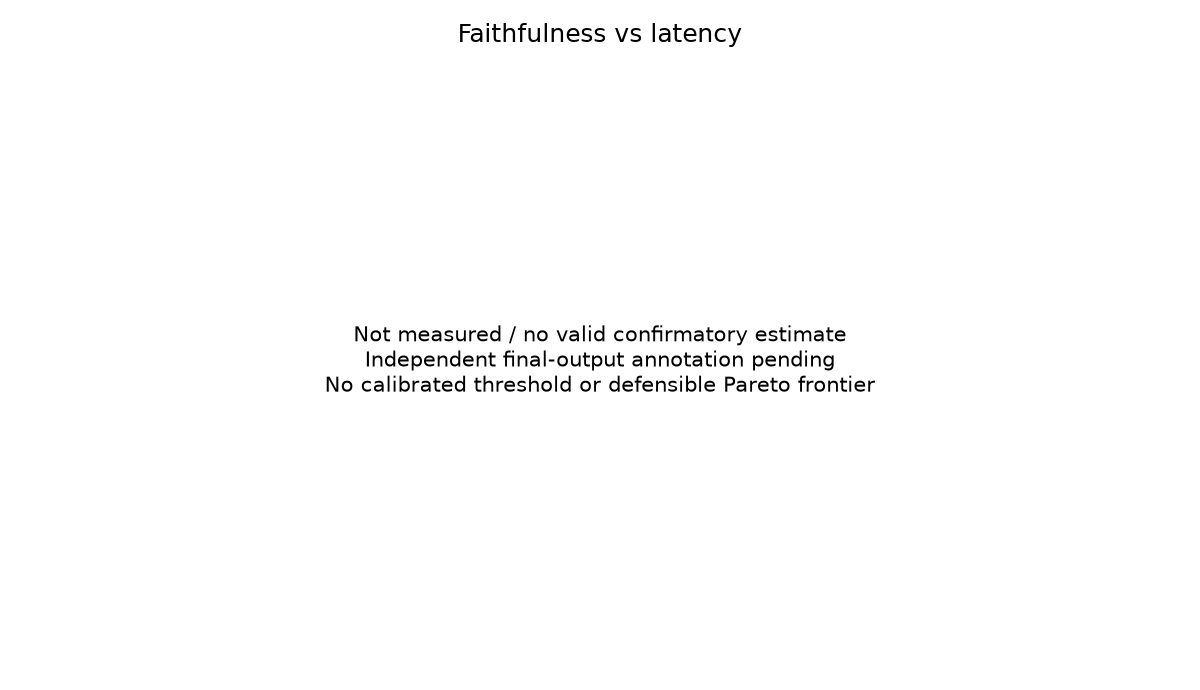 Faithfulness vs latency
Not measured / no valid confirmatory estimate
Independent final-output annotation pending
No calibrated threshold or defensible Pareto frontier